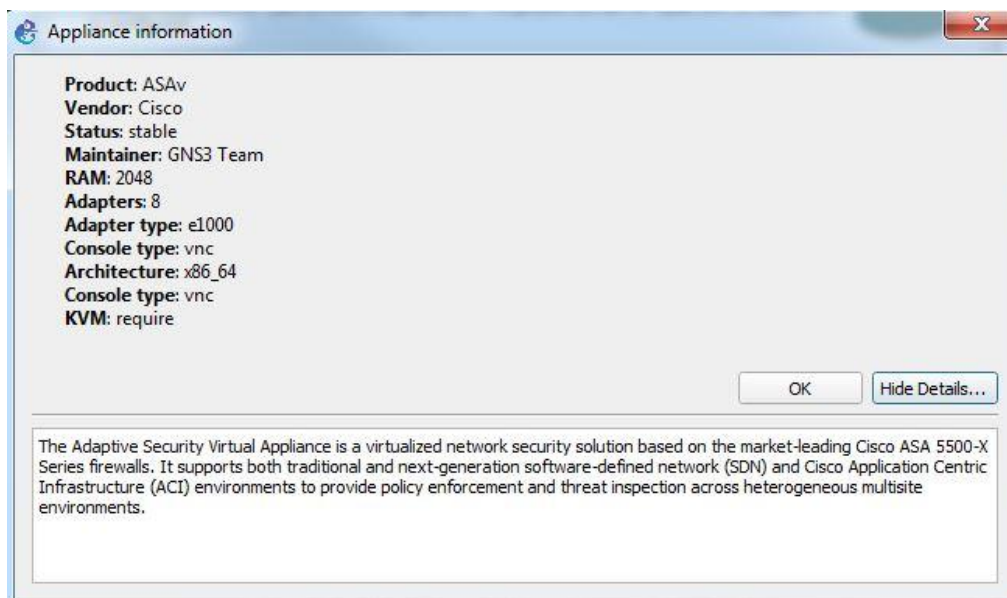 Appliance information
Product: ASAv
Vendor: Cisco
Status: stable
Maintainer: GNS3 Team
RAM: 2048
Adapters: 8
Adapter type: e1000
Console type: vnc
Architecture: x86_64
Console type: vnc
KVM: require
OK
Hide Details...
The Adaptive Security Virtual Appliance is a virtualized network security solution based on the market-leading Cisco ASA 5500-X
Series firewalls. It supports both traditional and next-generation software-defined network (SDN) and Cisco Application Centric
Infrastructure (ACI) environments to provide policy enforcement and threat inspection across heterogeneous multisite
environments.